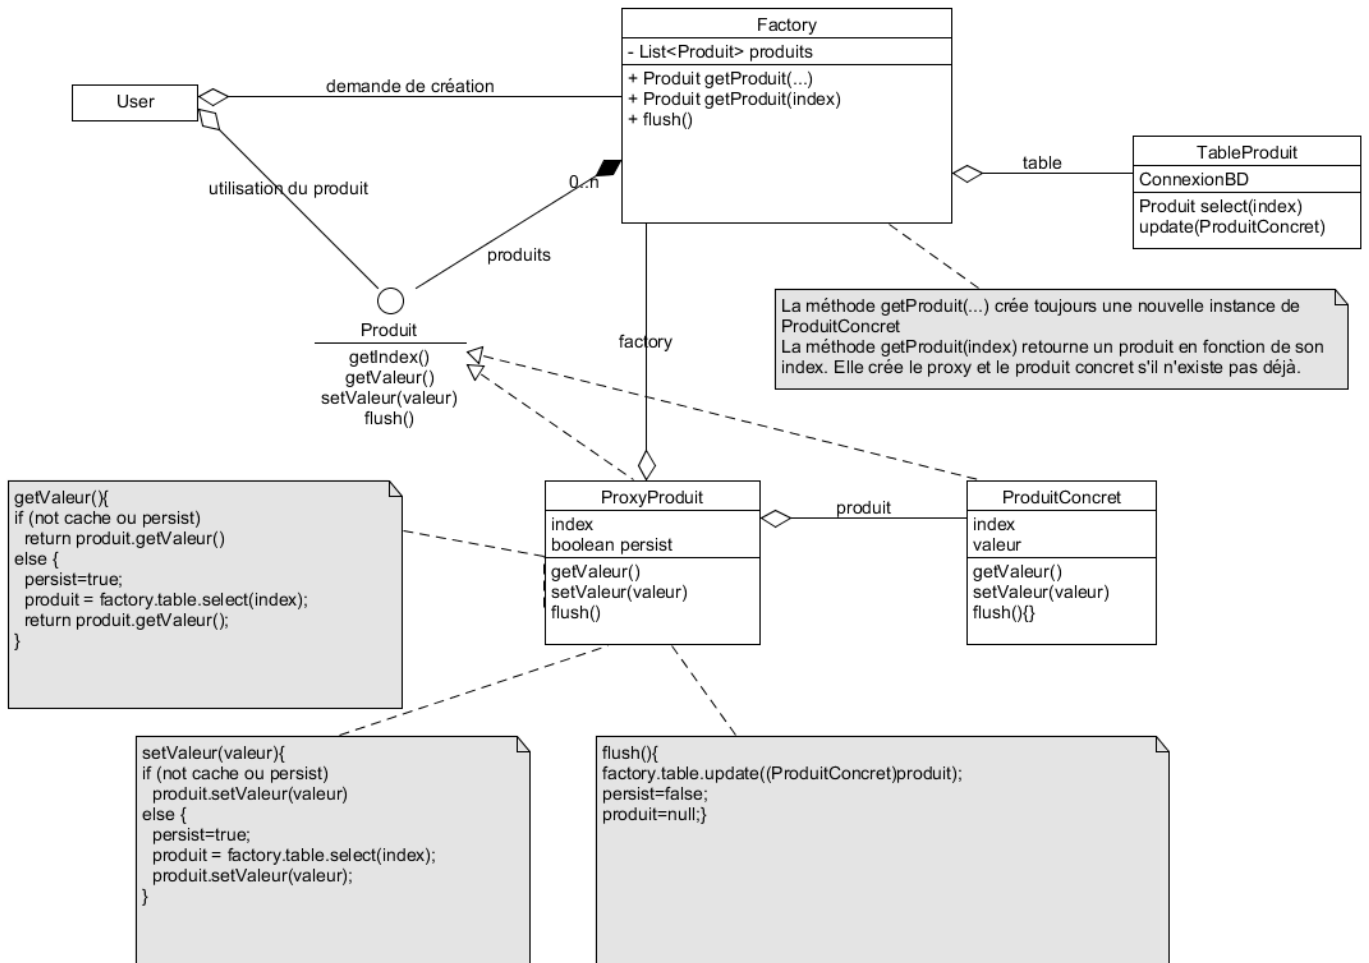 Factory
- List<Produit> produits
+ Produit getProduit(...)
+ Produit getProduit(index)
+ flush()
User
demande de création
utilisation du produit
0..n
produits
table
TableProduit
ConnexionBD
Produit select(index)
update(ProduitConcret)
La méthode getProduit(...) crée toujours une nouvelle instance de
ProduitConcret
La méthode getProduit(index) retourne un produit en fonction de son
index. Elle crée le proxy et le produit concret s'il n'existe pas déjà.
Produit
getIndex()
getValeur()
setValeur(valeur)
flush()
factory
getValeur(){
if (not cache ou persist)
return produit.getValeur()
else {
persist=true;
produit = factory.table.select(index);
return produit.getValeur();
}
ProxyProduit
index
boolean persist
getValeur()
setValeur(valeur)
flush()
produit
ProduitConcret
index
valeur
getValeur()
setValeur(valeur)
flush(){}
setValeur(valeur){
if (not cache ou persist)
produit.setValeur(valeur)
else {
persist=true;
produit = factory.table.select(index);
produit.setValeur(valeur);
}
flush(){
factory.table.update((ProduitConcret)produit);
persist=false;
produit=null;}